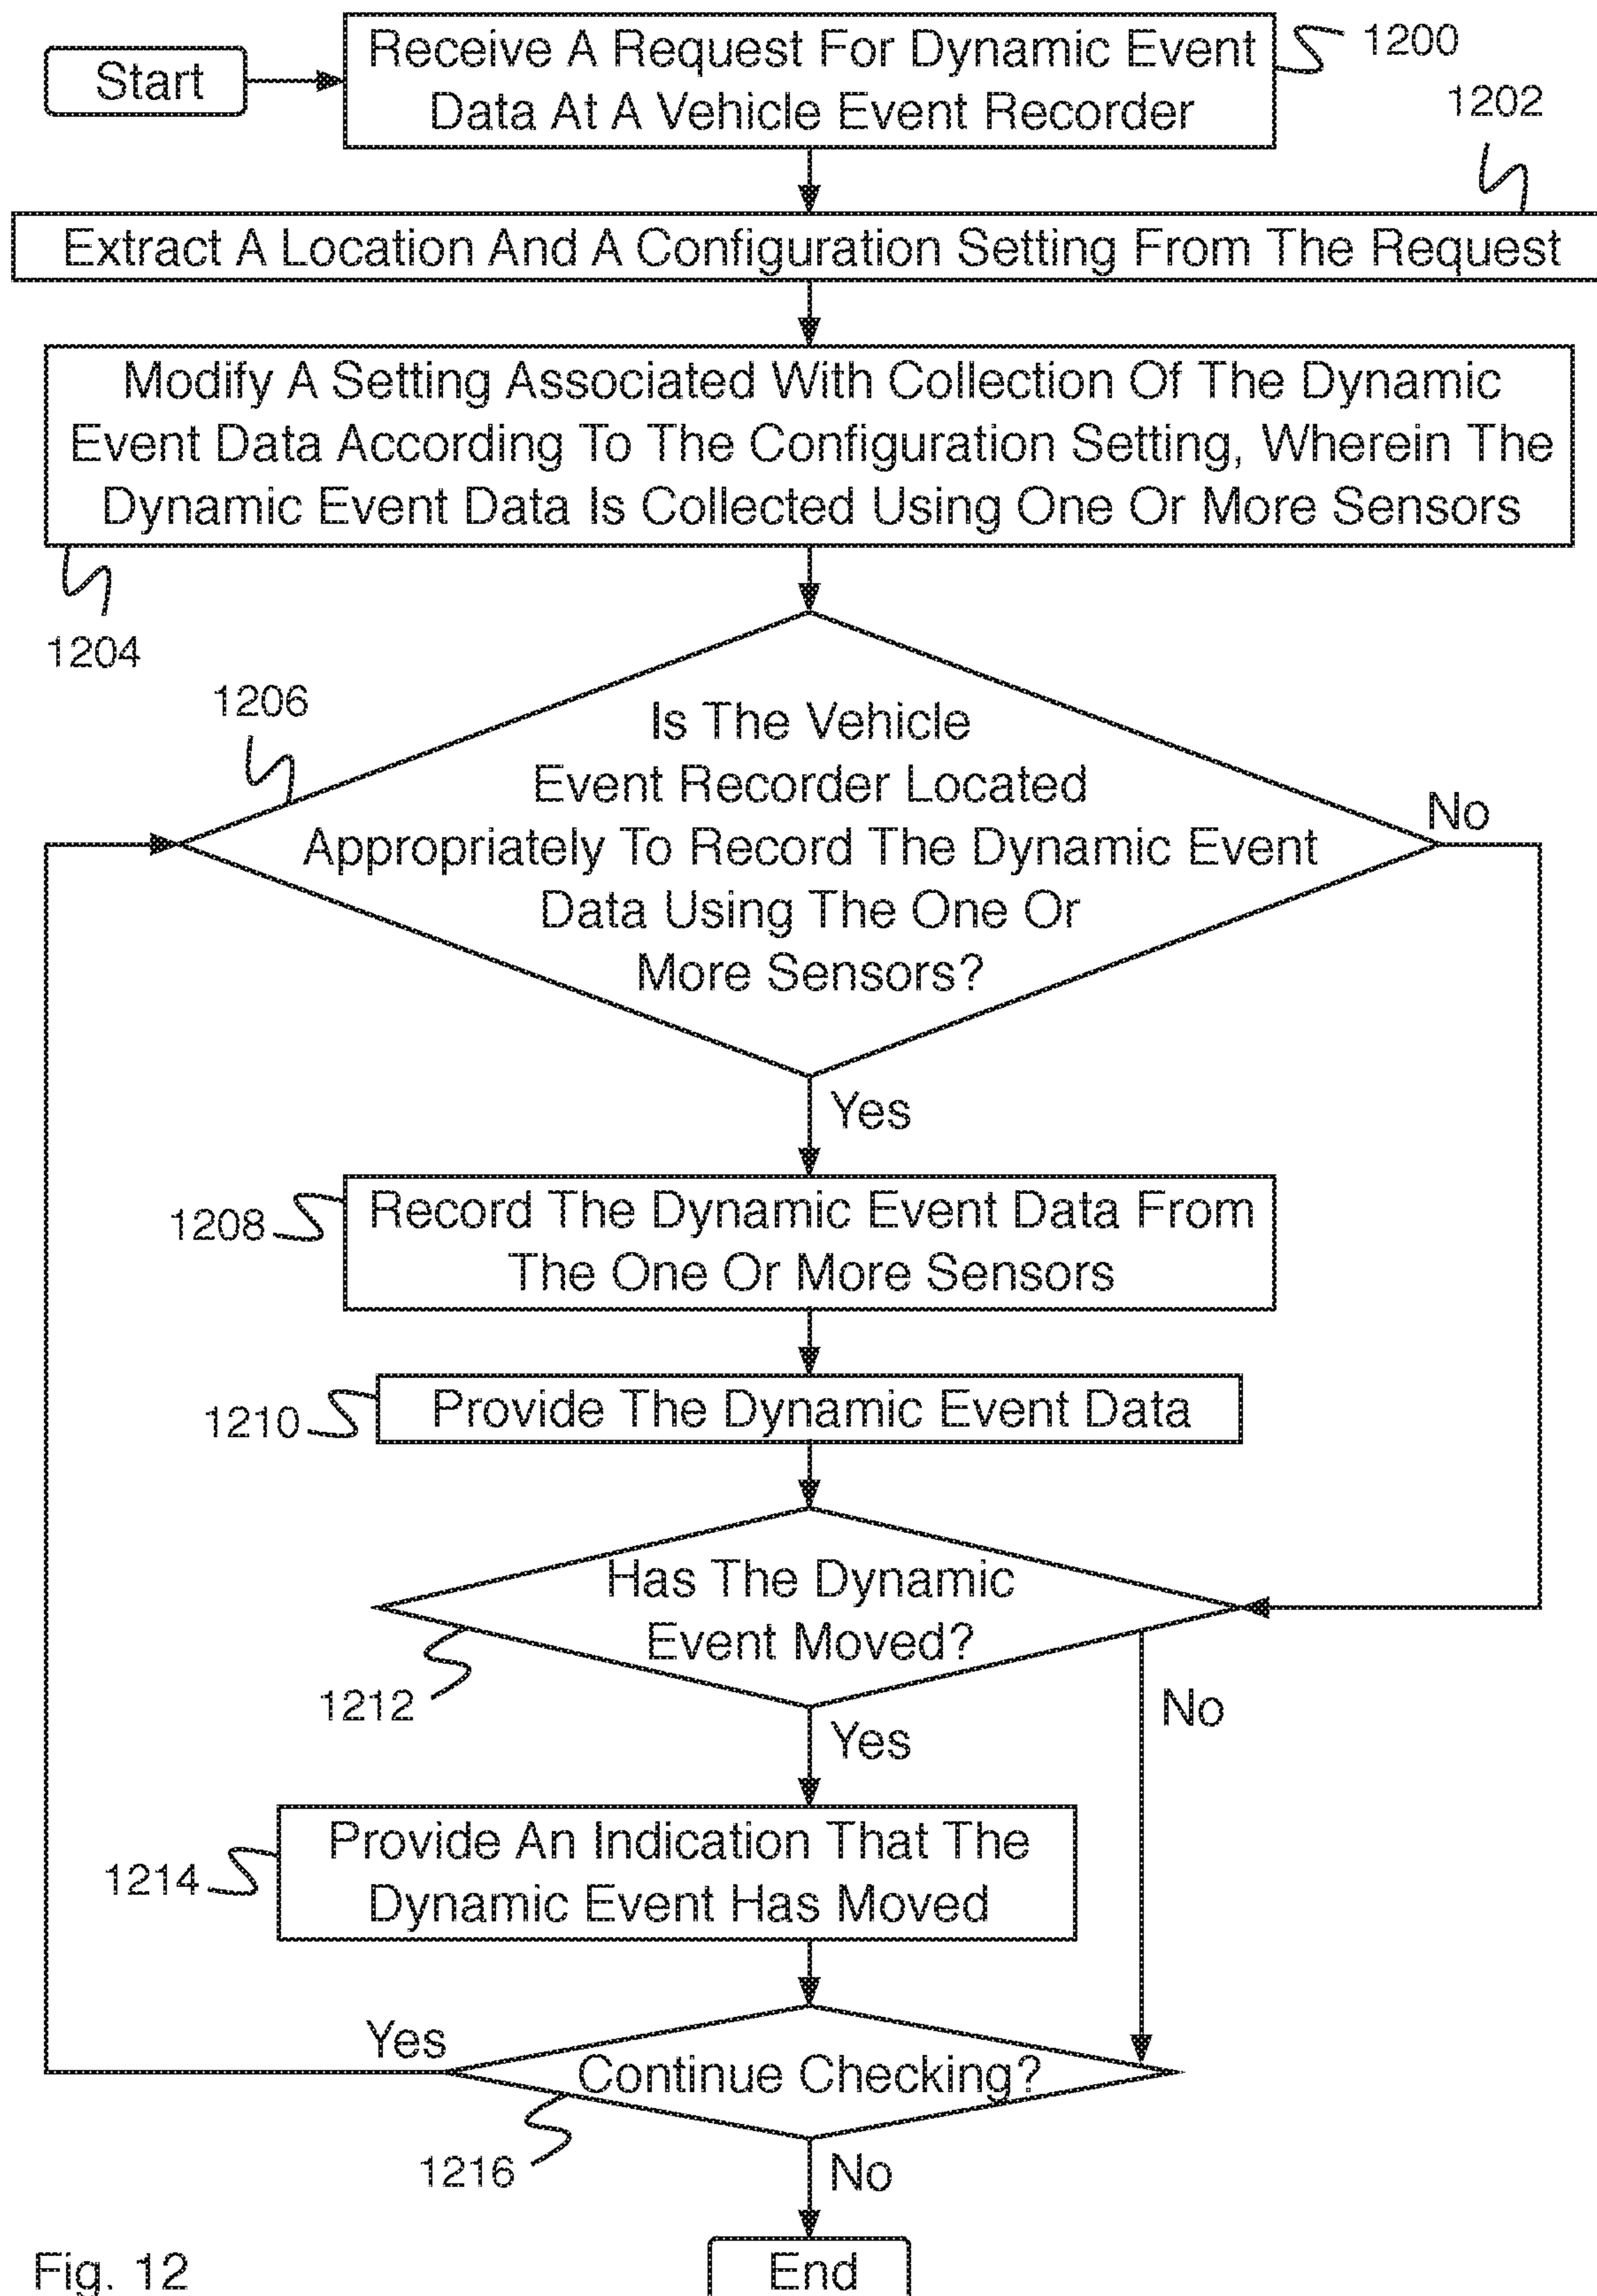 Start
Receive A Request For Dynamic Event
Data At A Vehicle Event Recorder
1200
1202
Extract A Location And A Configuration Setting From The Request
Modify A Setting Associated With Collection Of The Dynamic
Event Data According To The Configuration Setting, Wherein The
Dynamic Event Data Is Collected Using One Or More Sensors
1204
1206
Is The Vehicle
Event Recorder Located
Appropriately To Record The Dynamic Event
Data Using The One Or
More Sensors?
No
Yes
1208
Record The Dynamic Event Data From
The One Or More Sensors
1210
Provide The Dynamic Event Data
Has The Dynamic
Event Moved?
1212
No
Yes
Provide An Indication That The
Dynamic Event Has Moved
1214
Yes
Continue Checking?
1216
No
End
Fig. 12